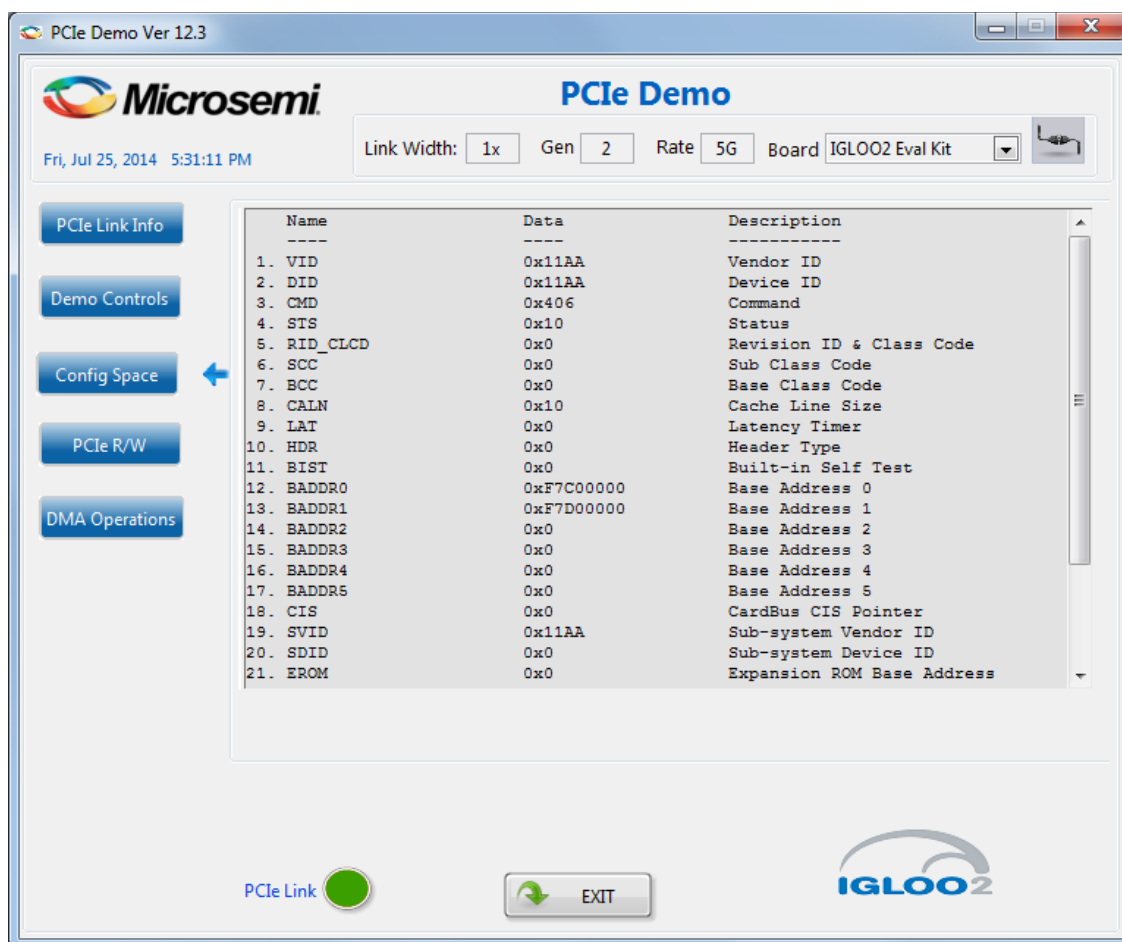 PCIe Demo Ver 12.3
Microsemi.
PCIe Demo
Fri, Jul 25, 2014 5:31:11 PM
Link Width: 1x Gen 2 Rate 5G Board IGLOO2 Eval Kit
PCIe Link Info
Demo Controls
Config Space
PCIe R/W
DMA Operations
Name Data Description
---- ---- -----------
1. VID 0x11AA Vendor ID
2. DID 0x11AA Device ID
3. CMD 0x406 Command
4. STS 0x10 Status
5. RID_CLCD 0x0 Revision ID & Class Code
6. SCC 0x0 Sub Class Code
7. BCC 0x0 Base Class Code
8. CALN 0x10 Cache Line Size
9. LAT 0x0 Latency Timer
10. HDR 0x0 Header Type
11. BIST 0x0 Built-in Self Test
12. BADDR0 0xF7C00000 Base Address 0
13. BADDR1 0xF7D00000 Base Address 1
14. BADDR2 0x0 Base Address 2
15. BADDR3 0x0 Base Address 3
16. BADDR4 0x0 Base Address 4
17. BADDR5 0x0 Base Address 5
18. CIS 0x0 CardBus CIS Pointer
19. SVID 0x11AA Sub-system Vendor ID
20. SDID 0x0 Sub-system Device ID
21. EROM 0x0 Expansion ROM Base Address
PCIe Link
EXIT
IGLOO2